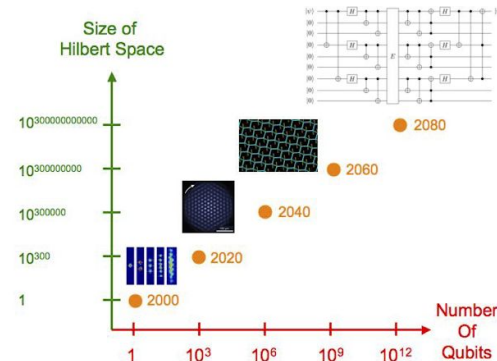 Size of
Hilbert Space
10^300000000000
10^300000000
10^300000
10^300
1
2080
2060
2040
2020
2000
H
H
H
E
H
H
H
1
10^3
10^6
10^9
10^12
Number
Of
Qubits